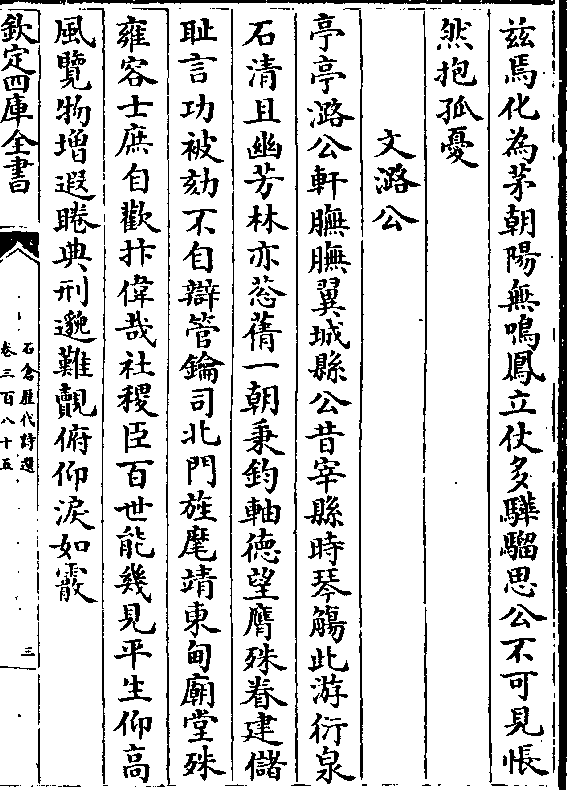 兹焉化為茅朝陽無鳴鳳立仗多驊騮思公不可見悵
然抱孤憂
文潞公
亭亭潞公軒膴膴翼城縣公昔宰縣時琴觴此游衍泉
石清且幽芳林亦葱蒨一朝秉鈞軸德望膺殊眷建儲
耻言功被劾不自辯管鑰司北門旌麾靖東甸廟堂殊
雍容士庶自歡抃偉哉社稷臣百世能幾見平生仰高
風覽物增遐睠典刑邈難覿俯仰淚如霰
欽定四庫全書
石倉歷代詩選
卷三百八十五
三